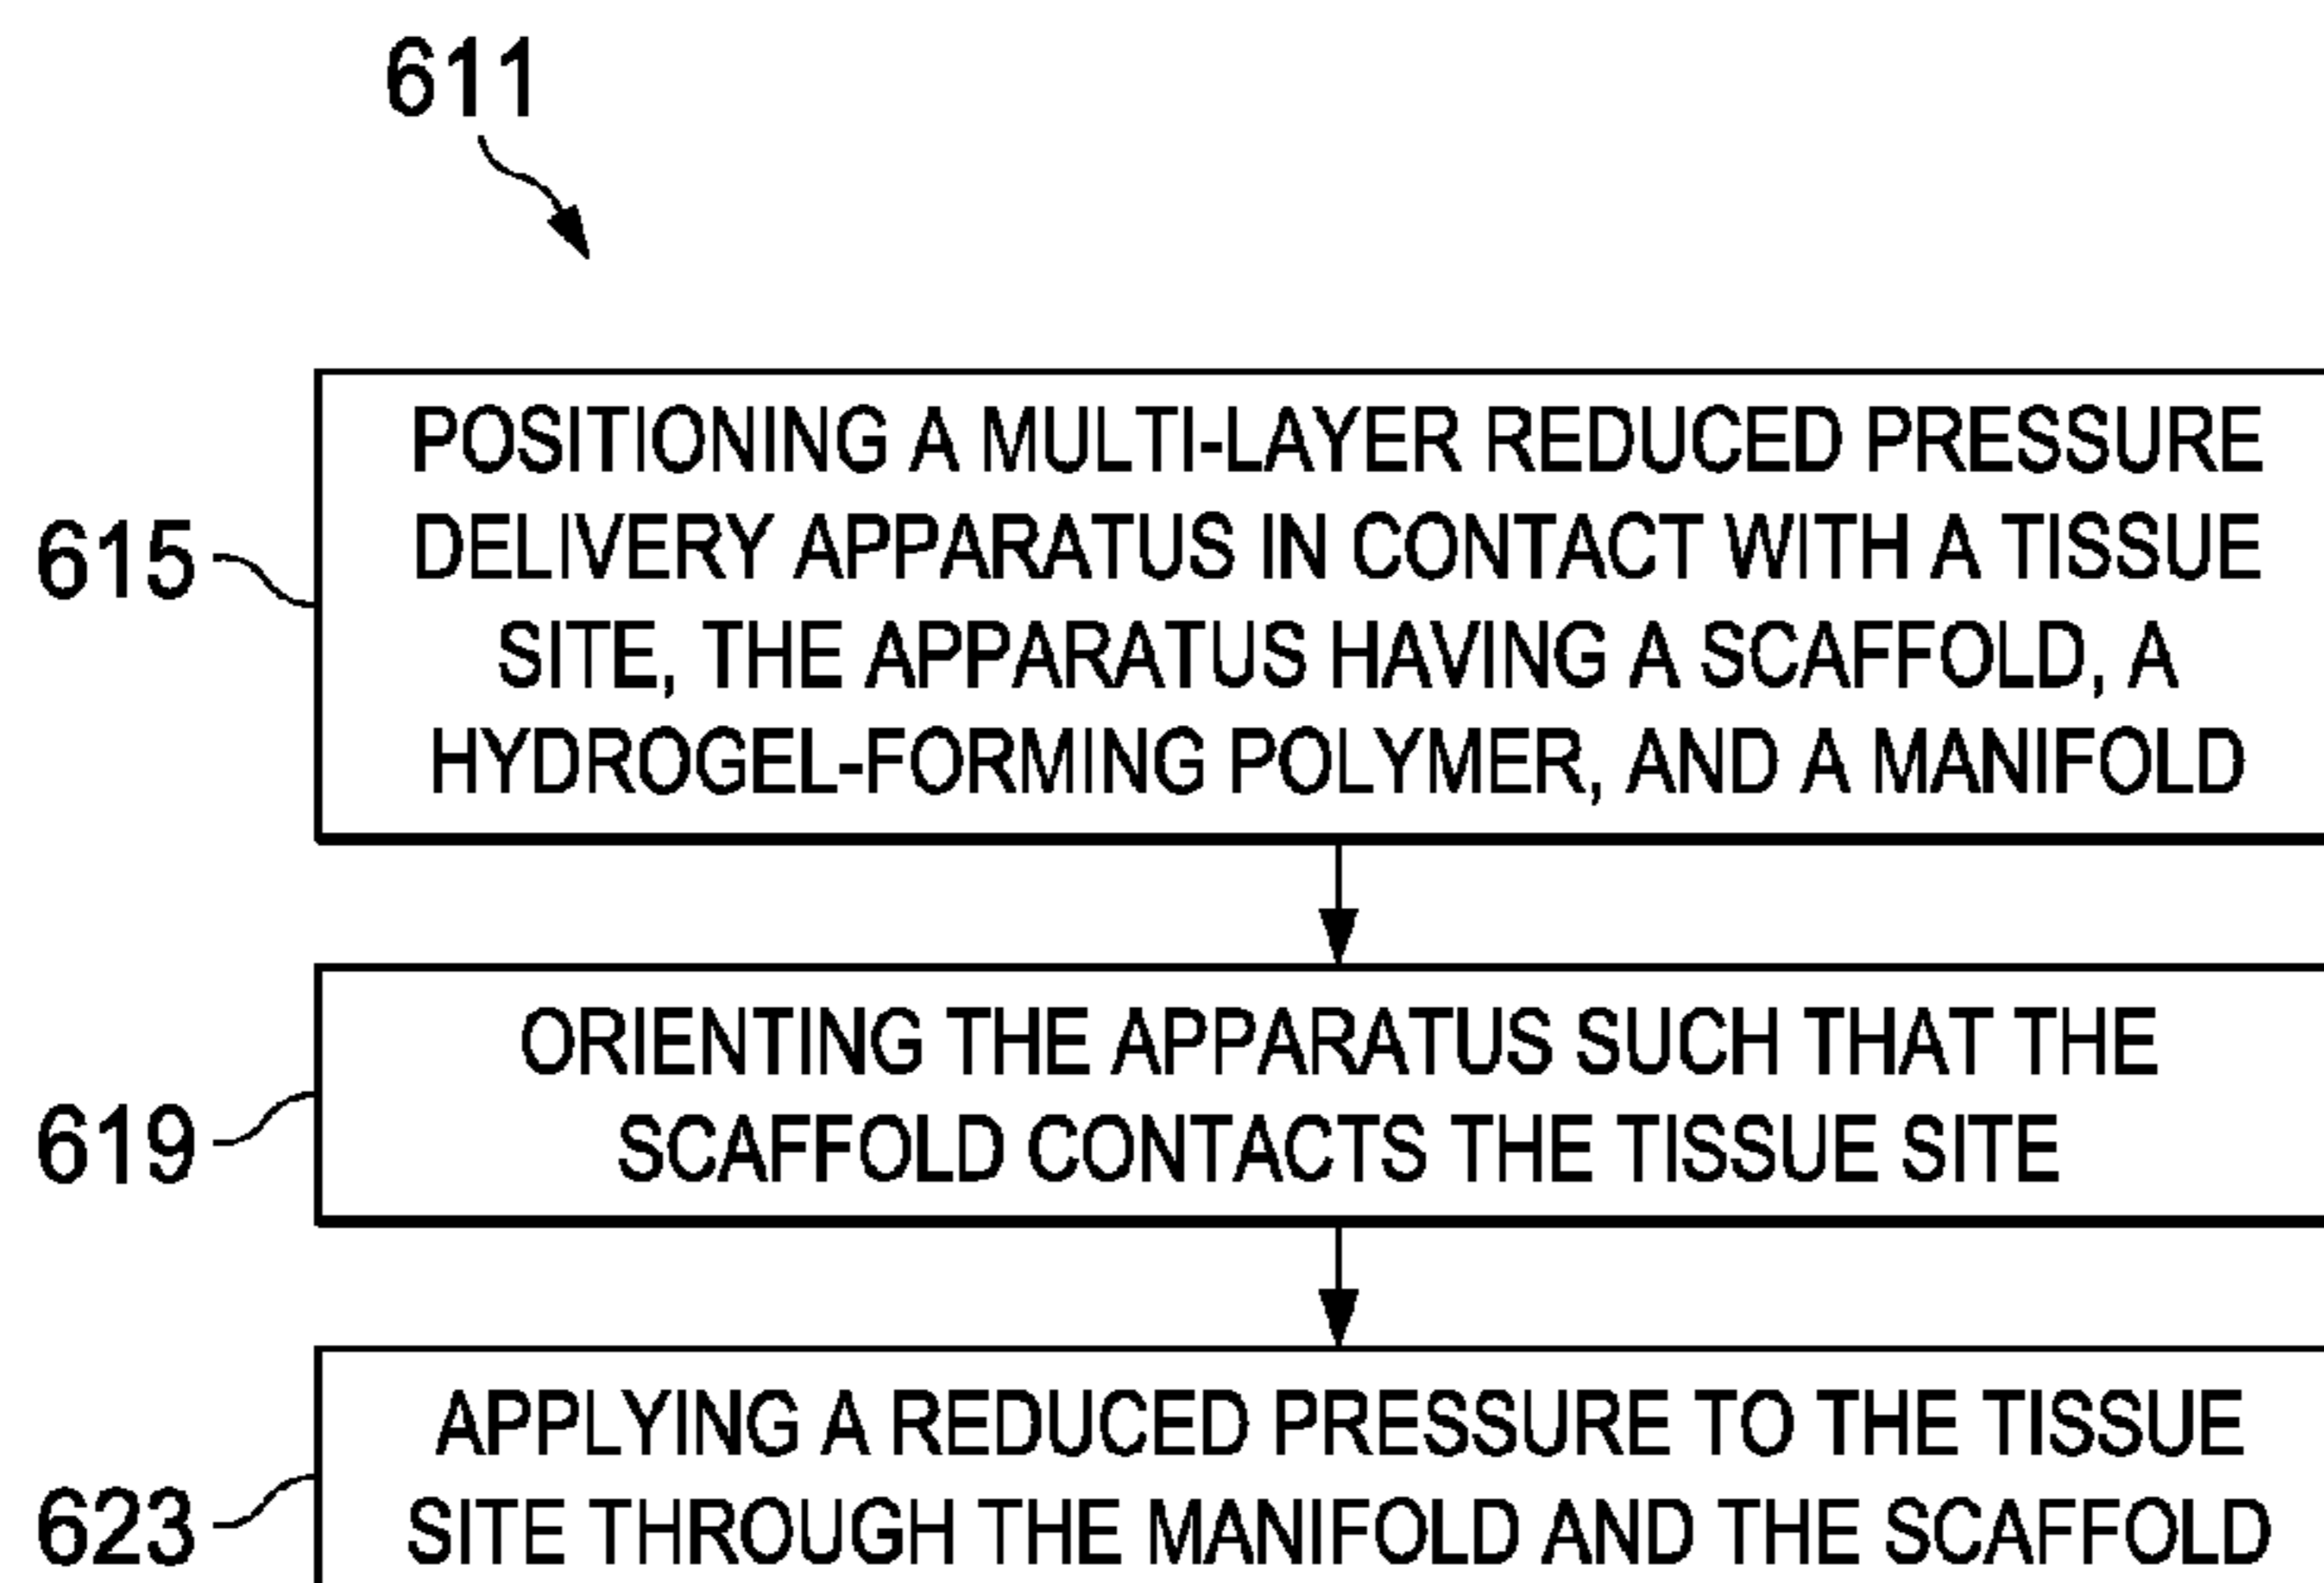 611
615
POSITIONING A MULTI-LAYER REDUCED PRESSURE
DELIVERY APPARATUS IN CONTACT WITH A TISSUE
SITE, THE APPARATUS HAVING A SCAFFOLD, A
HYDROGEL-FORMING POLYMER, AND A MANIFOLD
619
ORIENTING THE APPARATUS SUCH THAT THE
SCAFFOLD CONTACTS THE TISSUE SITE
623
APPLYING A REDUCED PRESSURE TO THE TISSUE
SITE THROUGH THE MANIFOLD AND THE SCAFFOLD